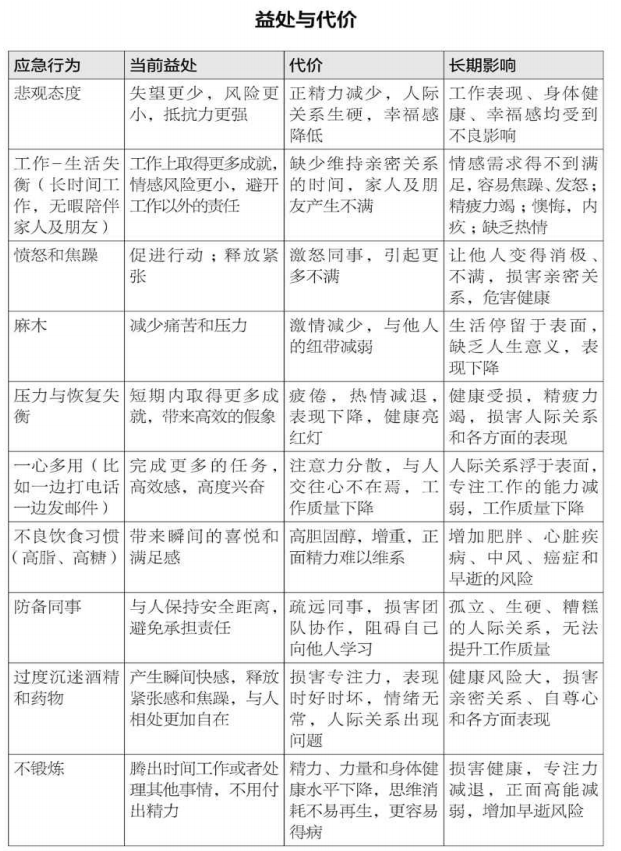 益处与代价
应急行为
当前益处
代价
长期影响
悲观态度
失望更少，风险更
小，抵抗力更强
正精力减少，人际
关系生硬，幸福感
降低
工作表现、身体健
康、幸福感均受到
不良影响
工作-生活失
衡（长时间工
作，无暇陪伴
家人及朋友）
工作上取得更多成就，
情感风险更小，避开
工作以外的责任
缺少维持亲密关系
的时间，家人及朋
友产生不满
情感需求得不到满
足，容易焦躁、发怒；
精疲力竭；懊悔，内
疚；缺乏热情
愤怒和焦躁
促进行动；释放紧
张
激怒同事，引起更
多不满
让他人变得消极、
不满，损害亲密关
系，危害健康
麻木
减少痛苦和压力
激情减少，与他人
的纽带减弱
生活停留于表面，
缺乏人生意义，表
现下降
压力与恢复失
衡
短期内取得更多成
就，带来高效的假象
疲倦，热情减退，
表现下降，健康亮
红灯
健康受损，精疲力
竭，损害人际关系
和各方面的表现
一心多用（比
如一边打电话
一边发邮件）
完成更多的任务，
高效感，高度兴奋
注意力分散，与人
交往心不在焉，工
作质量下降
人际关系浮于表面，
专注工作的能力减
弱，工作质量下降
不良饮食习惯
（高脂、高糖）
带来瞬间的喜悦和
满足感
高胆固醇，增重，正
面精力难以维系
增加肥胖、心脏疾
病、中风、癌症和
早逝的风险
防备同事
与人保持安全距离，
避免承担责任
疏远同事，损害团
队协作，阻碍自己
向他人学习
孤立、生硬、糟糕
的人际关系，无法
提升工作质量
过度沉迷酒精
和药物
产生瞬间快感，释放
紧张感和焦躁，与人
相处更加自在
损害专注力，表现
时好时坏，情绪无
常，人际关系出现
问题
健康风险大，损害
亲密关系、自尊心
和各方面表现
不锻炼
腾出时间工作或者处
理其他事情，不用付
出精力
精力、力量和身体健
康水平下降，思维消
耗不易再生，更容易
得病
损害健康，专注力
减退，正面高能减
弱，增加早逝风险